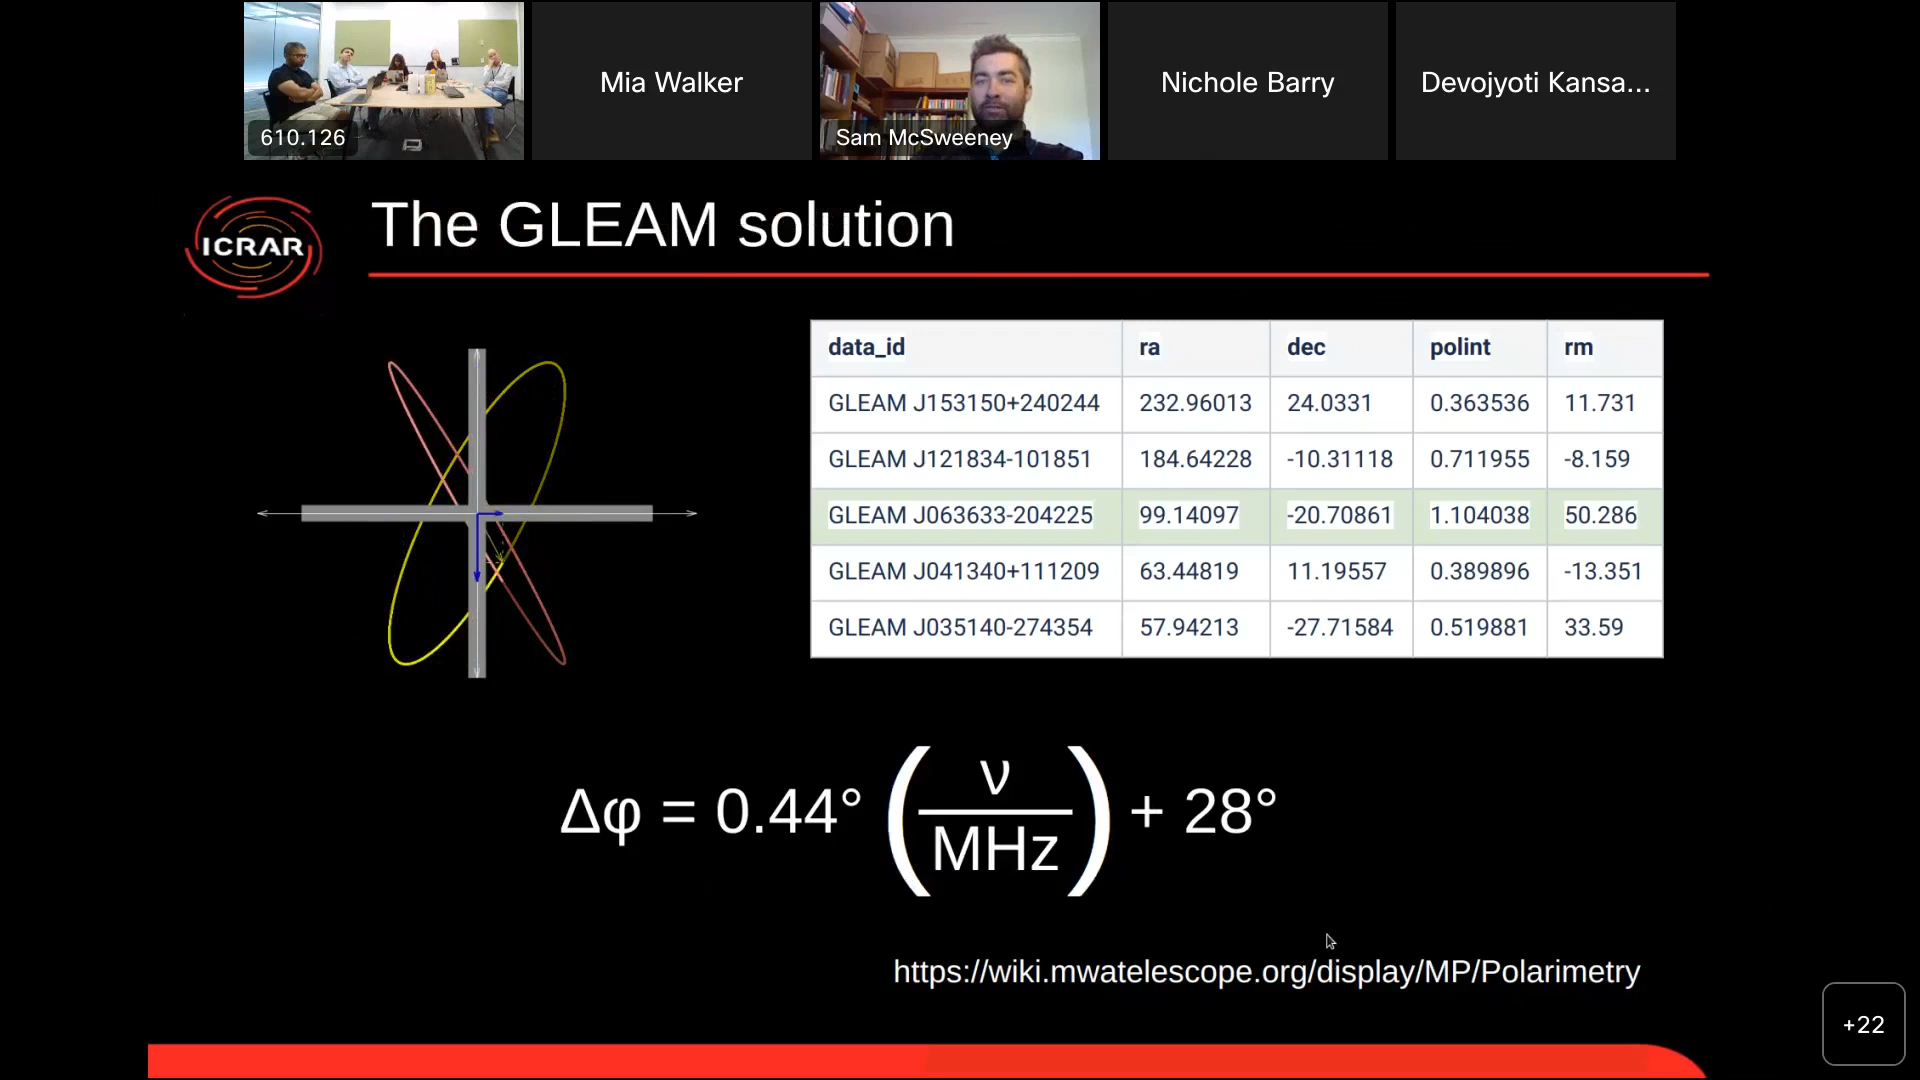 610.126
Mia Walker
Sam McSweeney
Nichole Barry
Devojyoti Kansa...
ICRAR
The GLEAM solution
data_id ra dec polint rm
GLEAM J153150+240244 232.96013 24.0331 0.363536 11.731
GLEAM J121834-101851 184.64228 -10.31118 0.711955 -8.159
GLEAM J063633-204225 99.14097 -20.70861 1.104038 50.286
GLEAM J041340+111209 63.44819 11.19557 0.389896 -13.351
GLEAM J035140-274354 57.94213 -27.71584 0.519881 33.59
Δφ = 0.44° (ν/MHz) + 28°
https://wiki.mwatelescope.org/display/MP/Polarimetry
+22